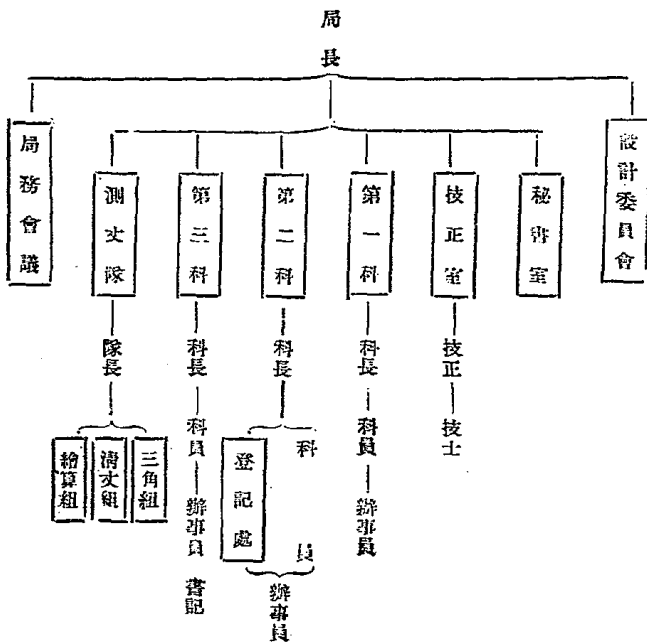 局長
設計委員會
秘書室
技正室
第一科
第二科
第三科
測丈隊
局務會議
技正
技士
科長
科員
辦事員
科長
科員
登記處
辦事員
科長
科員
辦事員
書記
隊長
三角組
清丈組
繪算組